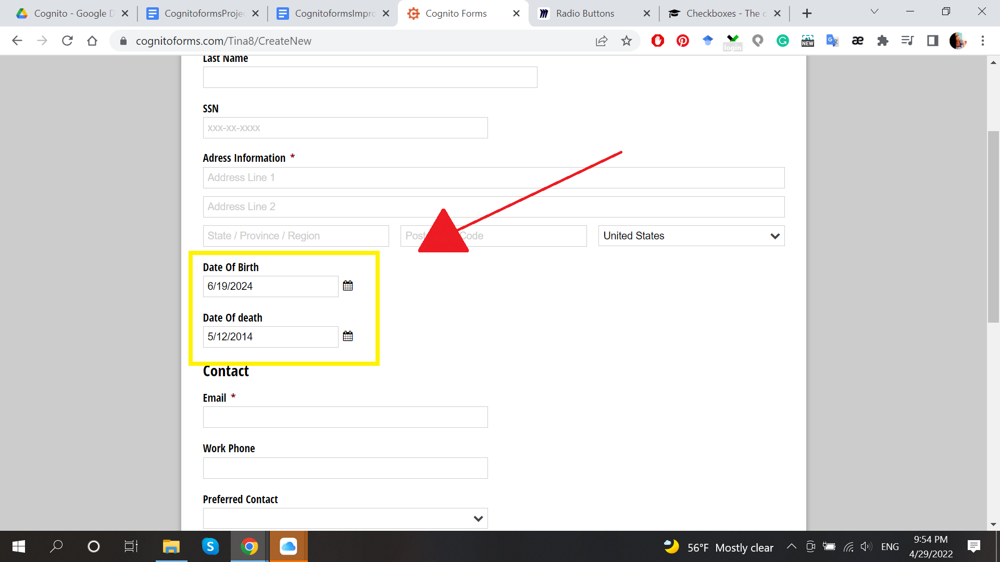 Cognito - Google D
CognitoformsProje
CognitoformsImpro
Cognito Forms
Radio Buttons
Checkboxes - The c
cognitoforms.com/Tina8/CreateNew
login
NEW
Last Name
SSN
xxx-xx-xxxx
Adress Information *
Address Line 1
Address Line 2
State / Province / Region
Post Code
United States
Date Of Birth
6/19/2024
Date Of death
5/12/2014
Contact
Email *
Work Phone
Preferred Contact
56°F Mostly clear
ENG
9:54 PM
4/29/2022